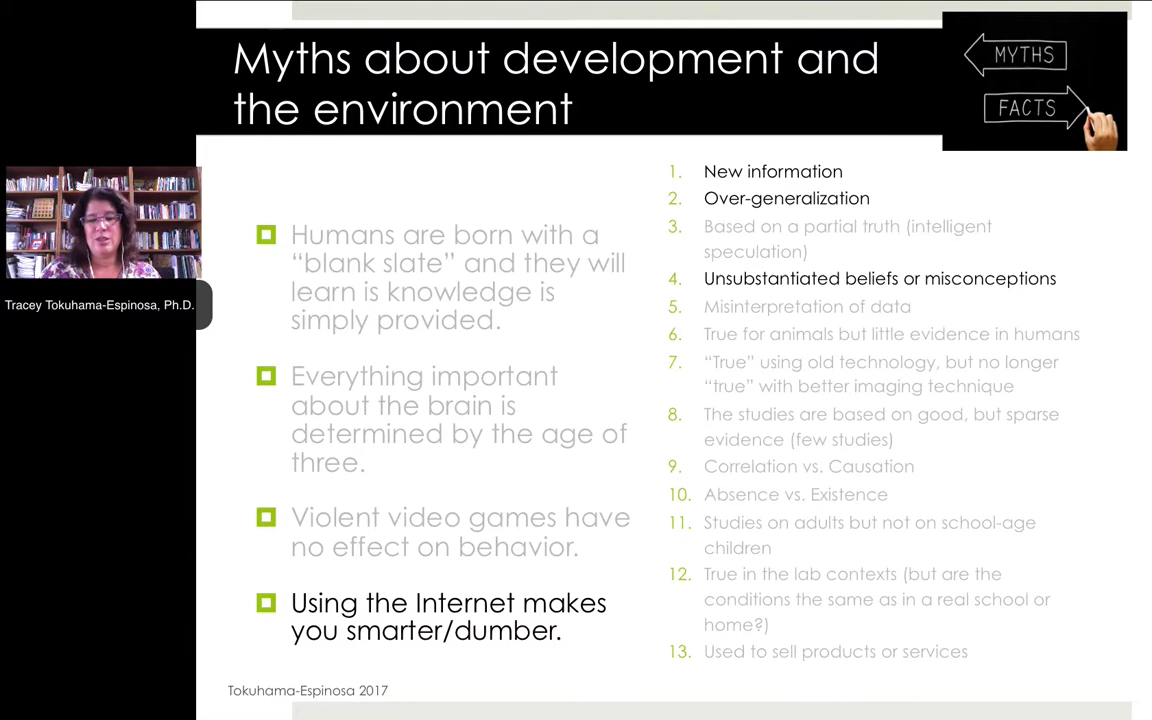 Myths about development and
the environment
MYTHS
FACTS
Tracey Tokuhama-Espinosa, Ph.D.
Humans are born with a
“blank slate” and they will
learn is knowledge is
simply provided.
Everything important
about the brain is
determined by the age of
three.
Violent video games have
no effect on behavior.
Using the Internet makes
you smarter/dumber.
1. New information
2. Over-generalization
3. Based on a partial truth (intelligent
speculation)
4. Unsubstantiated beliefs or misconceptions
5. Misinterpretation of data
6. True for animals but little evidence in humans
7. “True” using old technology, but no longer
“true” with better imaging technique
8. The studies are based on good, but sparse
evidence (few studies)
9. Correlation vs. Causation
10. Absence vs. Existence
11. Studies on adults but not on school-age
children
12. True in the lab contexts (but are the
conditions the same as in a real school or
home?)
13. Used to sell products or services
Tokuhama-Espinosa 2017